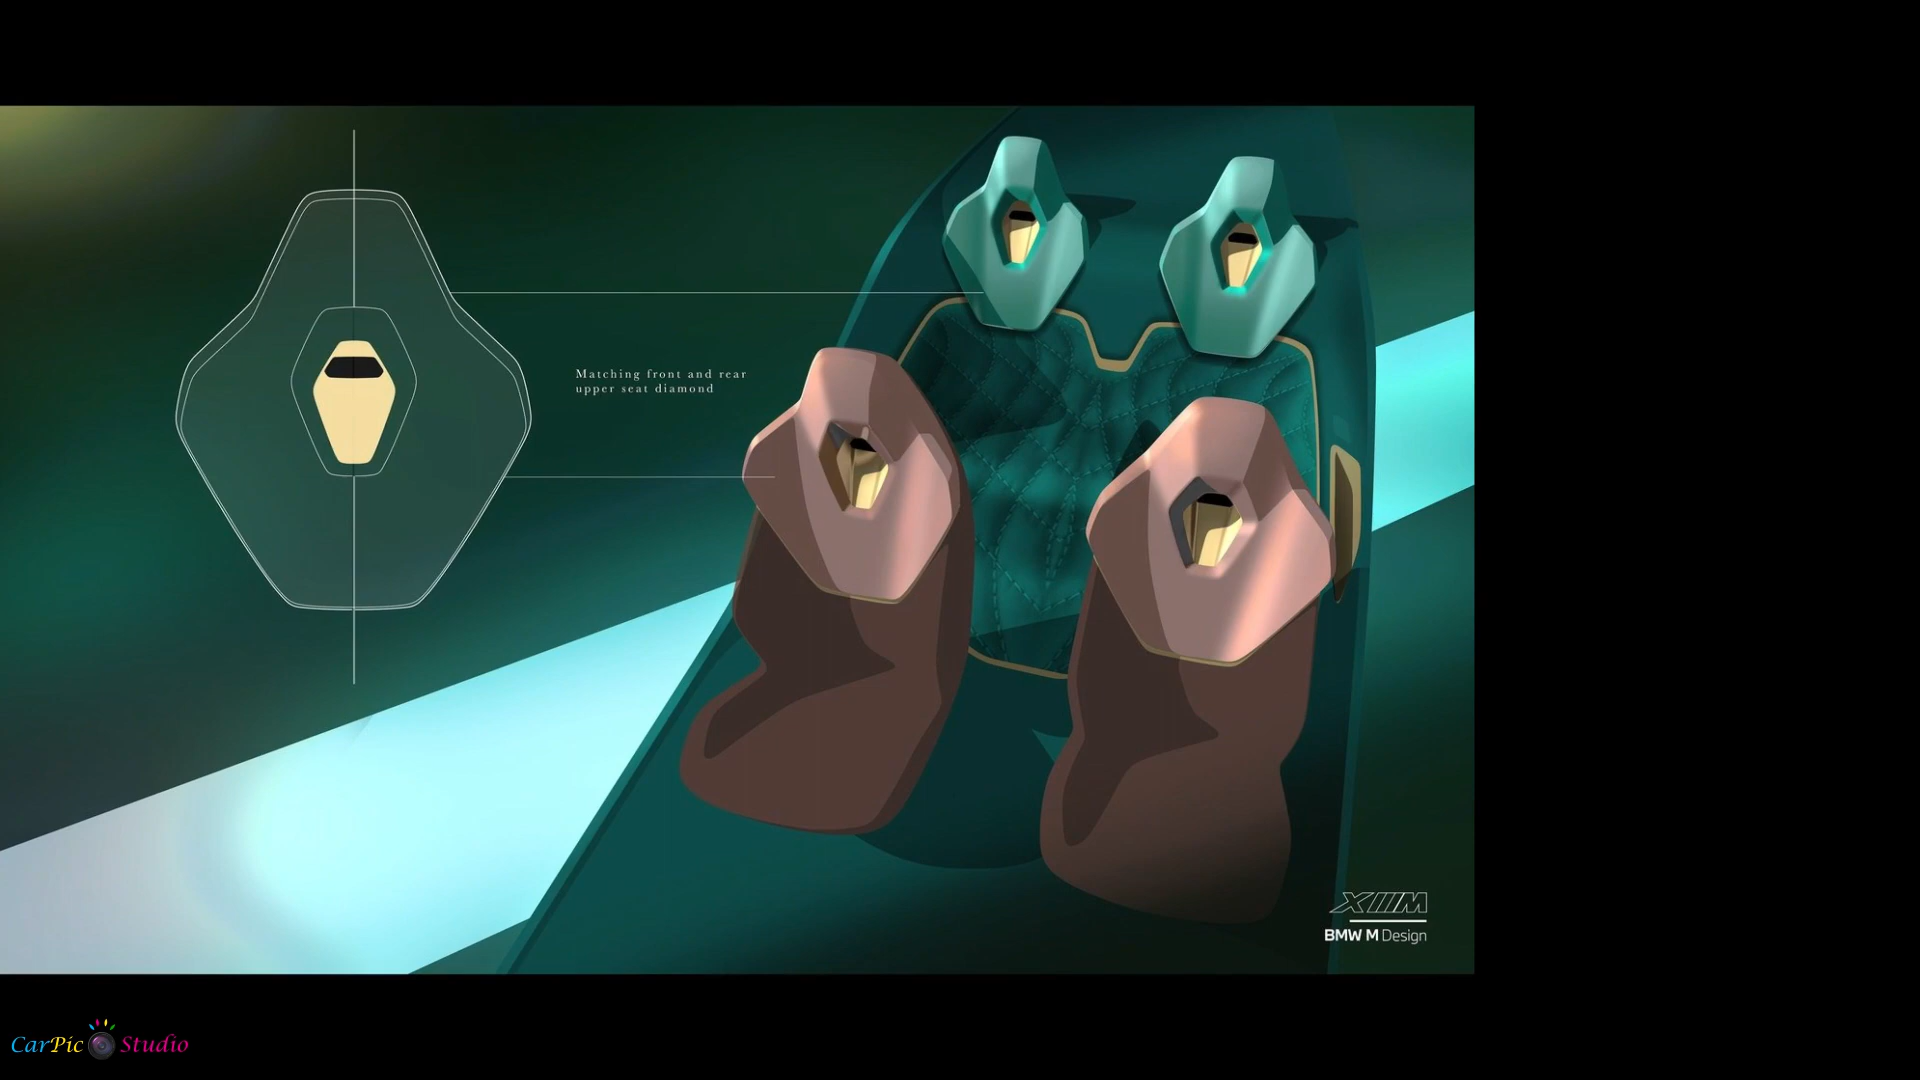 Matching front and rear
upper seat diamond
XM
BMW M Design
CarPic Studio